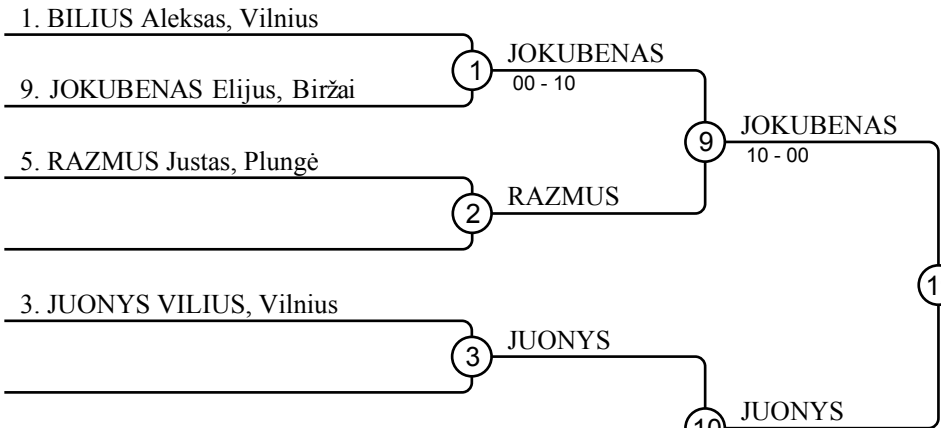 1. BILIUS Aleksas, Vilnius
JOKUBENAS
1
00 - 10
9. JOKUBENAS Elijus, Biržai
JOKUBENAS
9
10 - 00
5. RAZMUS Justas, Plungė
RAZMUS
2
3. JUONYS VILIUS, Vilnius
JUONYS
3
JUONYS
10